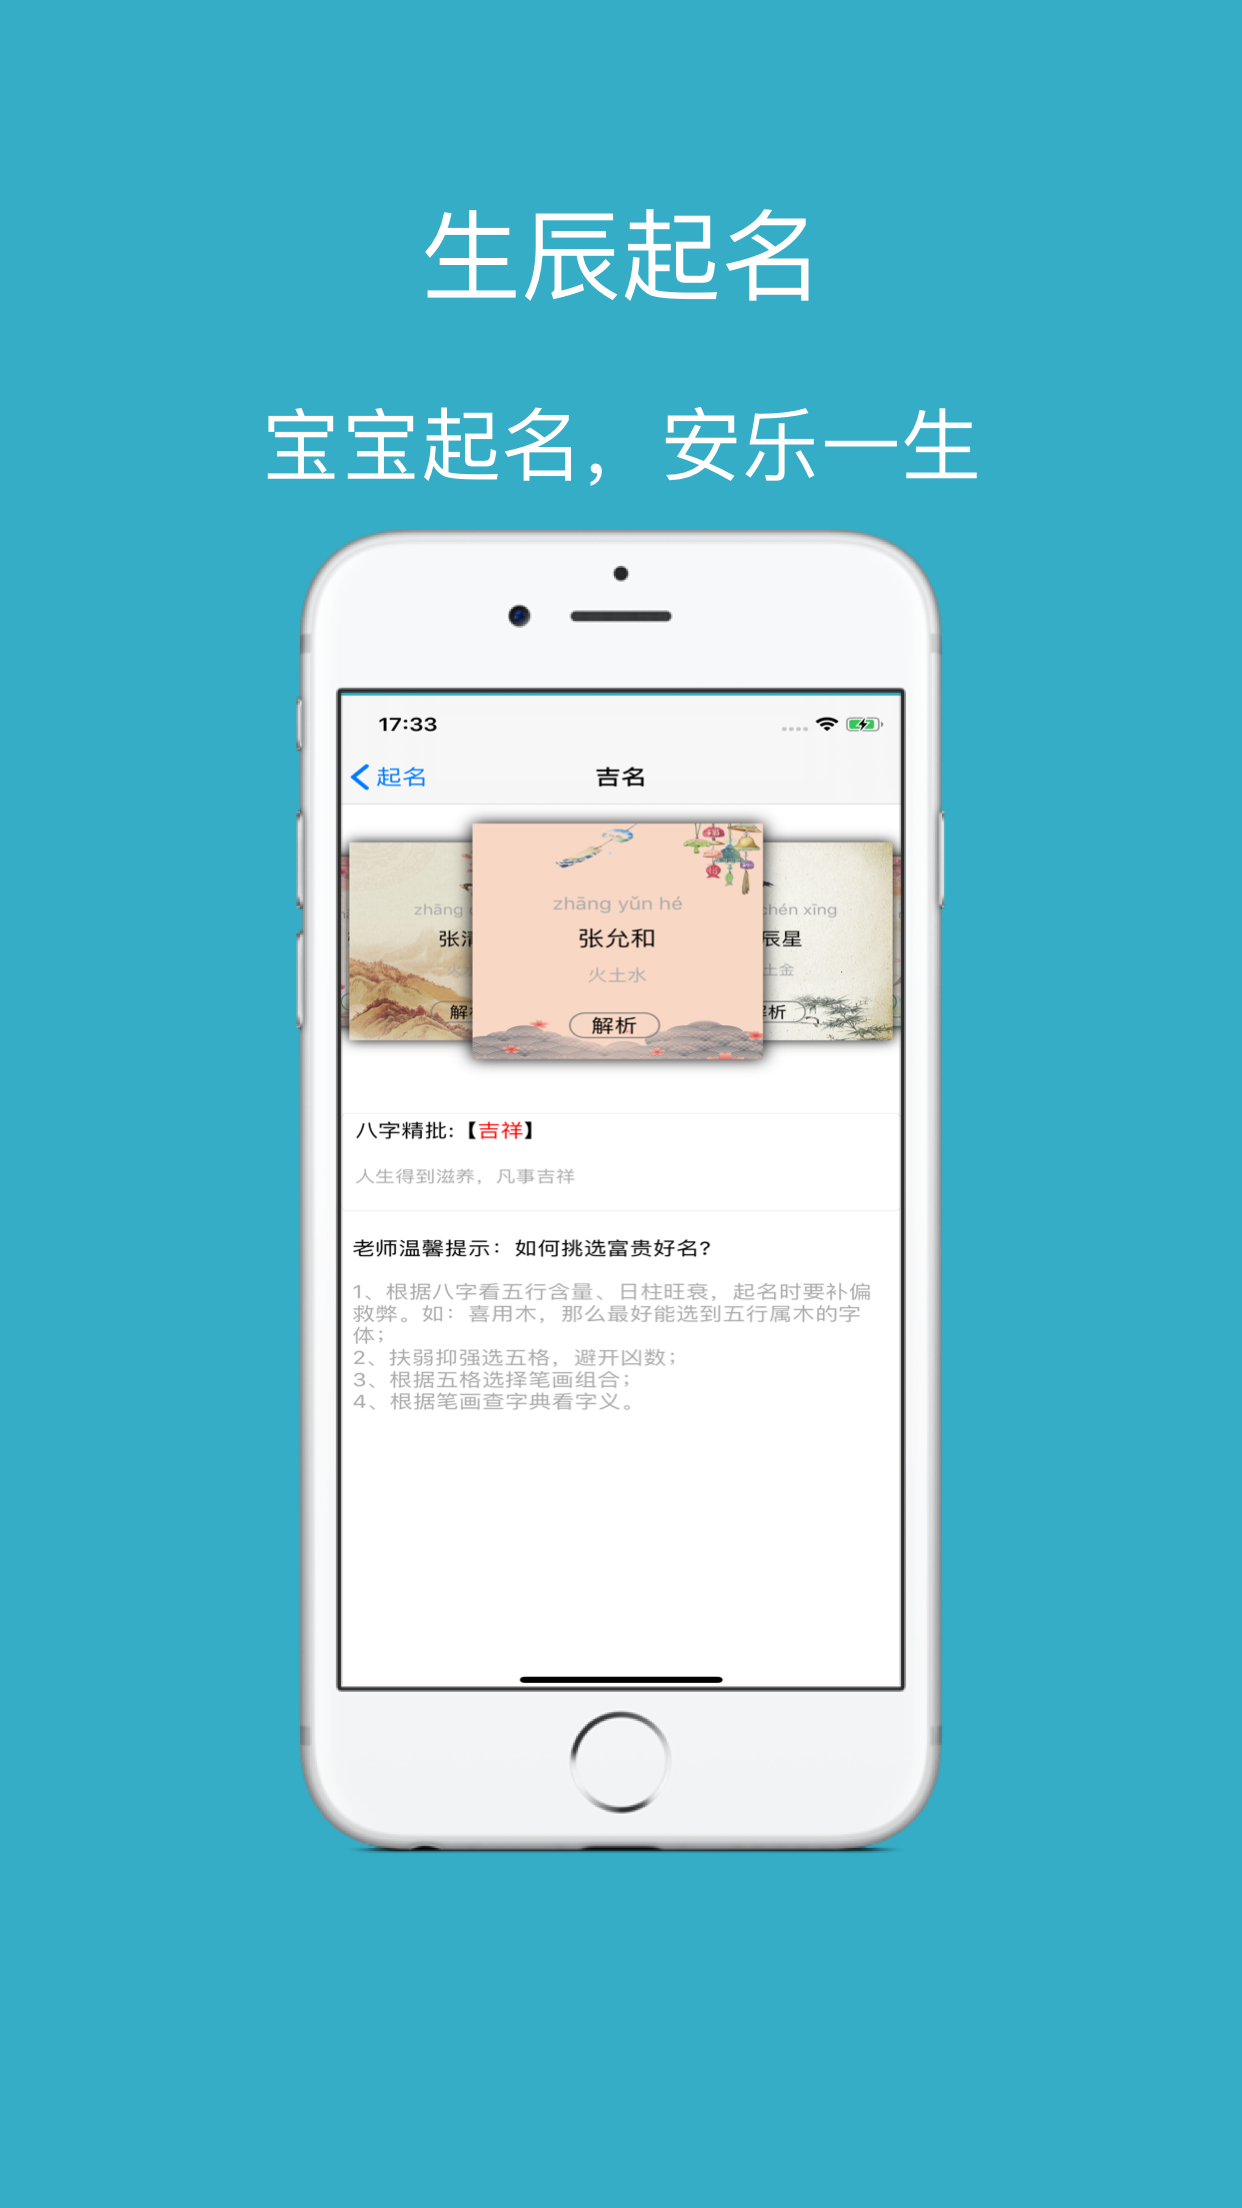 生辰起名
宝宝起名，安乐一生
17:33
起名
吉名
zhāng
张清
解
zhāng yǔn hé
张允和
火土水
解析
chén xīng
辰星
土金
析
八字精批:【吉祥】
人生得到滋养，凡事吉祥
老师温馨提示：如何挑选富贵好名?
1、根据八字看五行含量、日柱旺衰，起名时要补偏
救弊。如：喜用木，那么最好能选到五行属木的字
体；
2、扶弱抑强选五格，避开凶数；
3、根据五格选择笔画组合；
4、根据笔画查字典看字义。